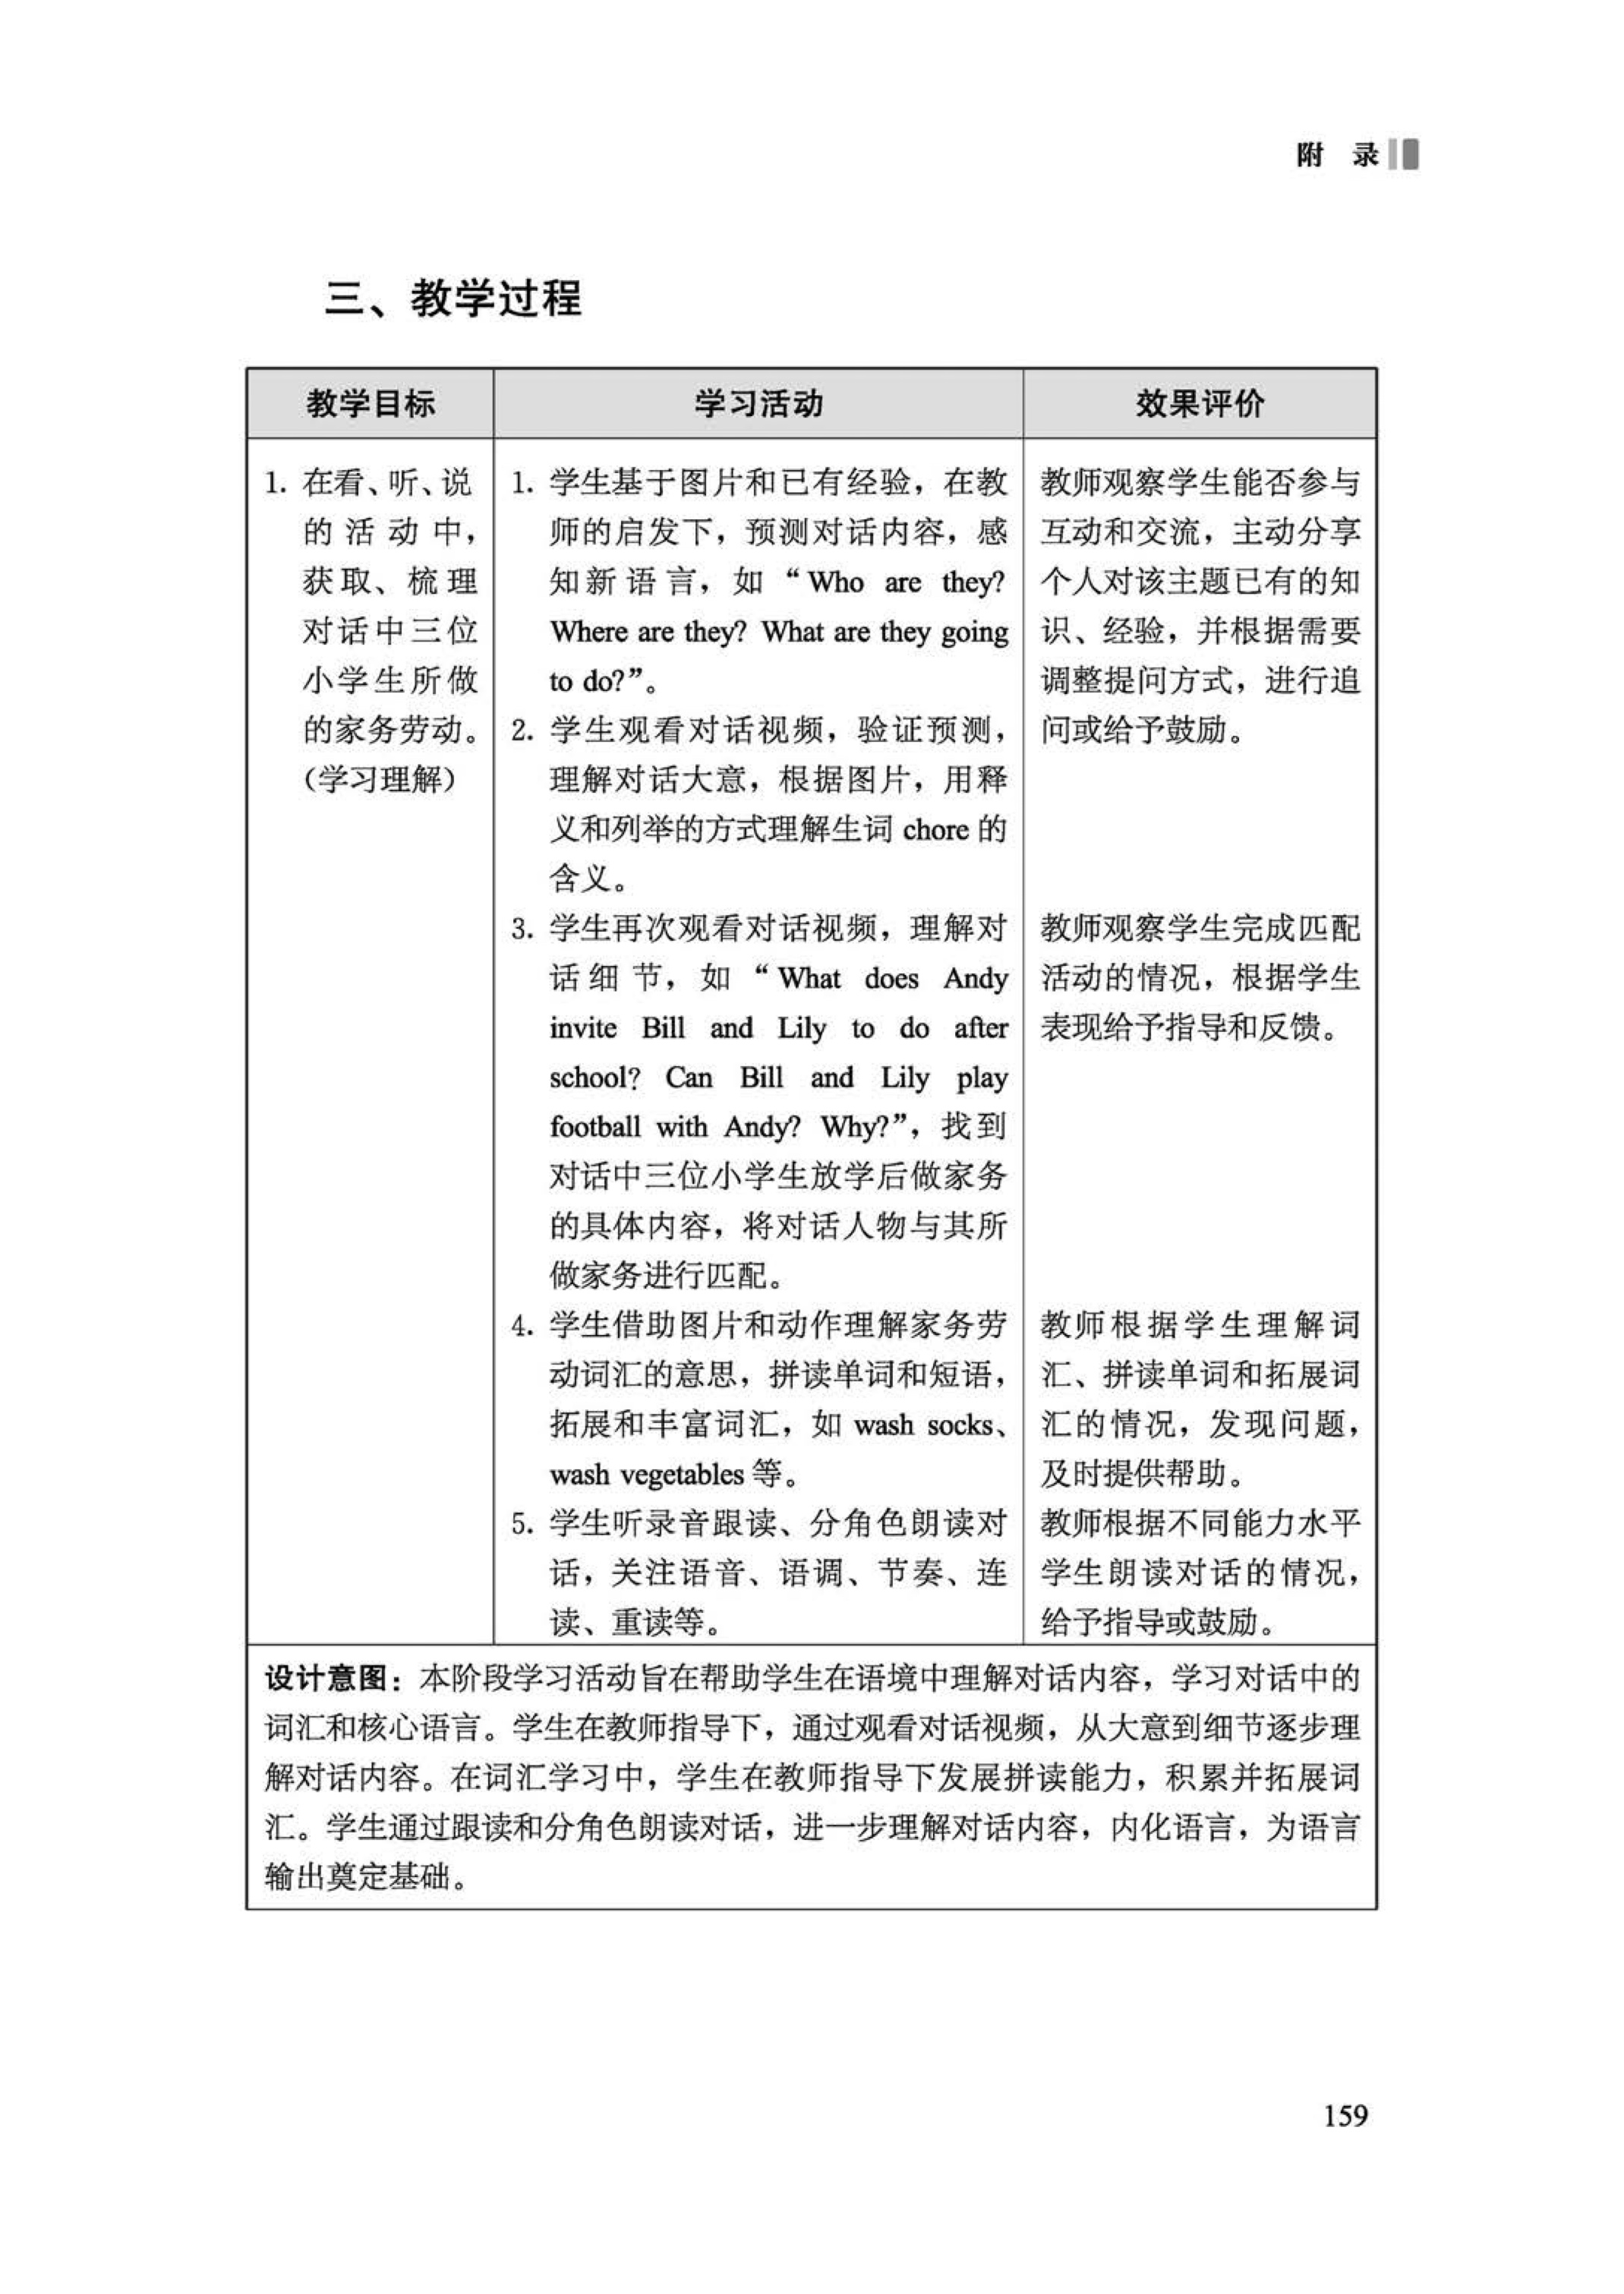 附 录
三、教学过程
教学目标
学习活动
效果评价
1. 在看、听、说
的活动中，
获取、梳理
对话中三位
小学生所做
的家务劳动。
（学习理解）
1. 学生基于图片和已有经验，在教
师的启发下，预测对话内容，感
知新语言，如“Who are they?
Where are they? What are they going
to do?”。
2. 学生观看对话视频，验证预测，
理解对话大意，根据图片，用释
义和列举的方式理解生词 chore 的
含义。
3. 学生再次观看对话视频，理解对
话细节，如“What does Andy
invite Bill and Lily to do after
school? Can Bill and Lily play
football with Andy? Why?”，找到
对话中三位小学生放学后做家务
的具体内容，将对话人物与其所
做家务进行匹配。
4. 学生借助图片和动作理解家务劳
动词汇的意思，拼读单词和短语，
拓展和丰富词汇，如 wash socks、
wash vegetables 等。
5. 学生听录音跟读、分角色朗读对
话，关注语音、语调、节奏、连
读、重读等。
教师观察学生能否参与
互动和交流，主动分享
个人对该主题已有的知
识、经验，并根据需要
调整提问方式，进行追
问或给予鼓励。
教师观察学生完成匹配
活动的情况，根据学生
表现给予指导和反馈。
教师根据学生理解词
汇、拼读单词和拓展词
汇的情况，发现问题，
及时提供帮助。
教师根据不同能力水平
学生朗读对话的情况，
给予指导或鼓励。
设计意图：本阶段学习活动旨在帮助学生在语境中理解对话内容，学习对话中的
词汇和核心语言。学生在教师指导下，通过观看对话视频，从大意到细节逐步理
解对话内容。在词汇学习中，学生在教师指导下发展拼读能力，积累并拓展词
汇。学生通过跟读和分角色朗读对话，进一步理解对话内容，内化语言，为语言
输出奠定基础。
159